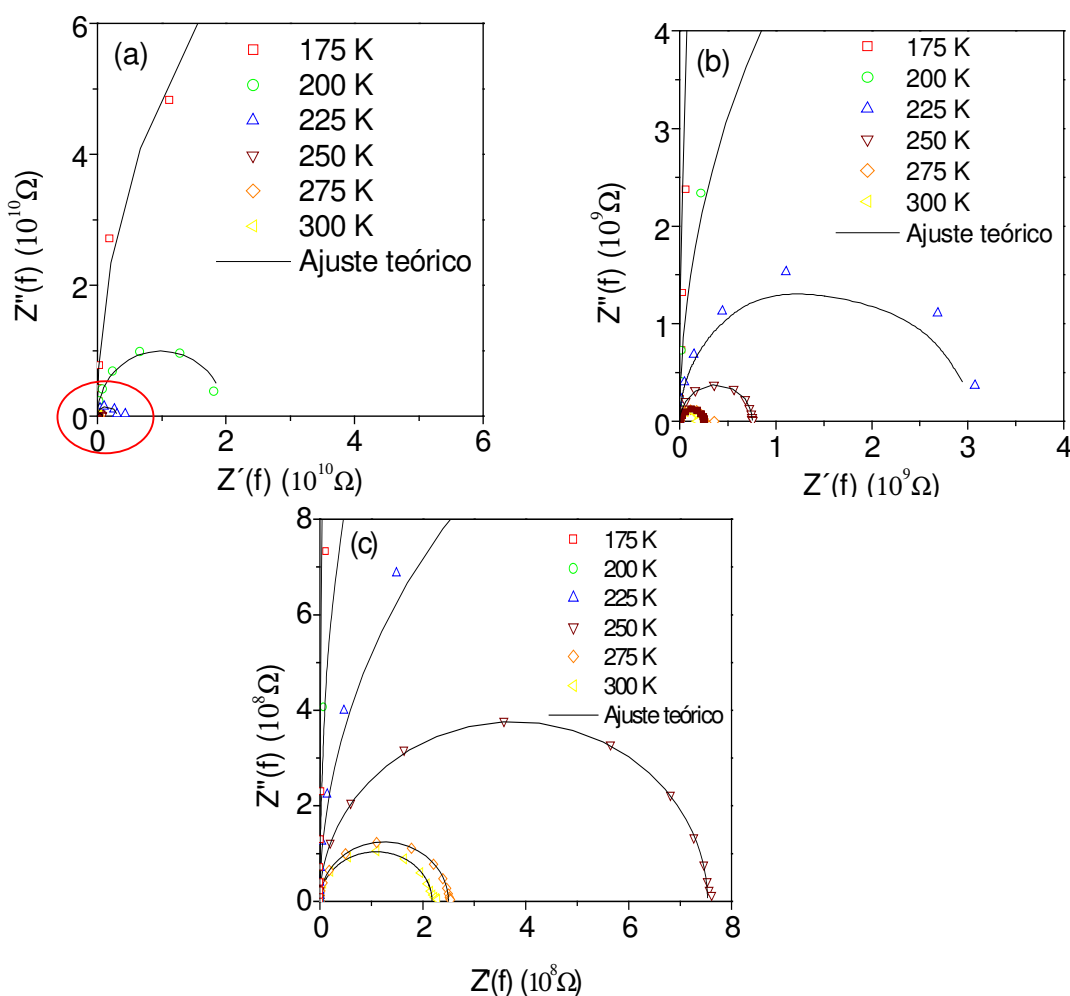 (a)
6
4
2
0
Z''(f) (10¹⁰Ω)
175 K
200 K
225 K
250 K
275 K
300 K
Ajuste teórico
0 2 4 6
Z´(f) (10¹⁰Ω)
(b)
4
3
2
1
0
Z''(f) (10⁹Ω)
175 K
200 K
225 K
250 K
275 K
300 K
Ajuste teórico
0 1 2 3 4
Z´(f) (10⁹Ω)
(c)
8
6
4
2
0
Z''(f) (10⁸Ω)
175 K
200 K
225 K
250 K
275 K
300 K
Ajuste teórico
0 2 4 6 8
Z'(f) (10⁸Ω)